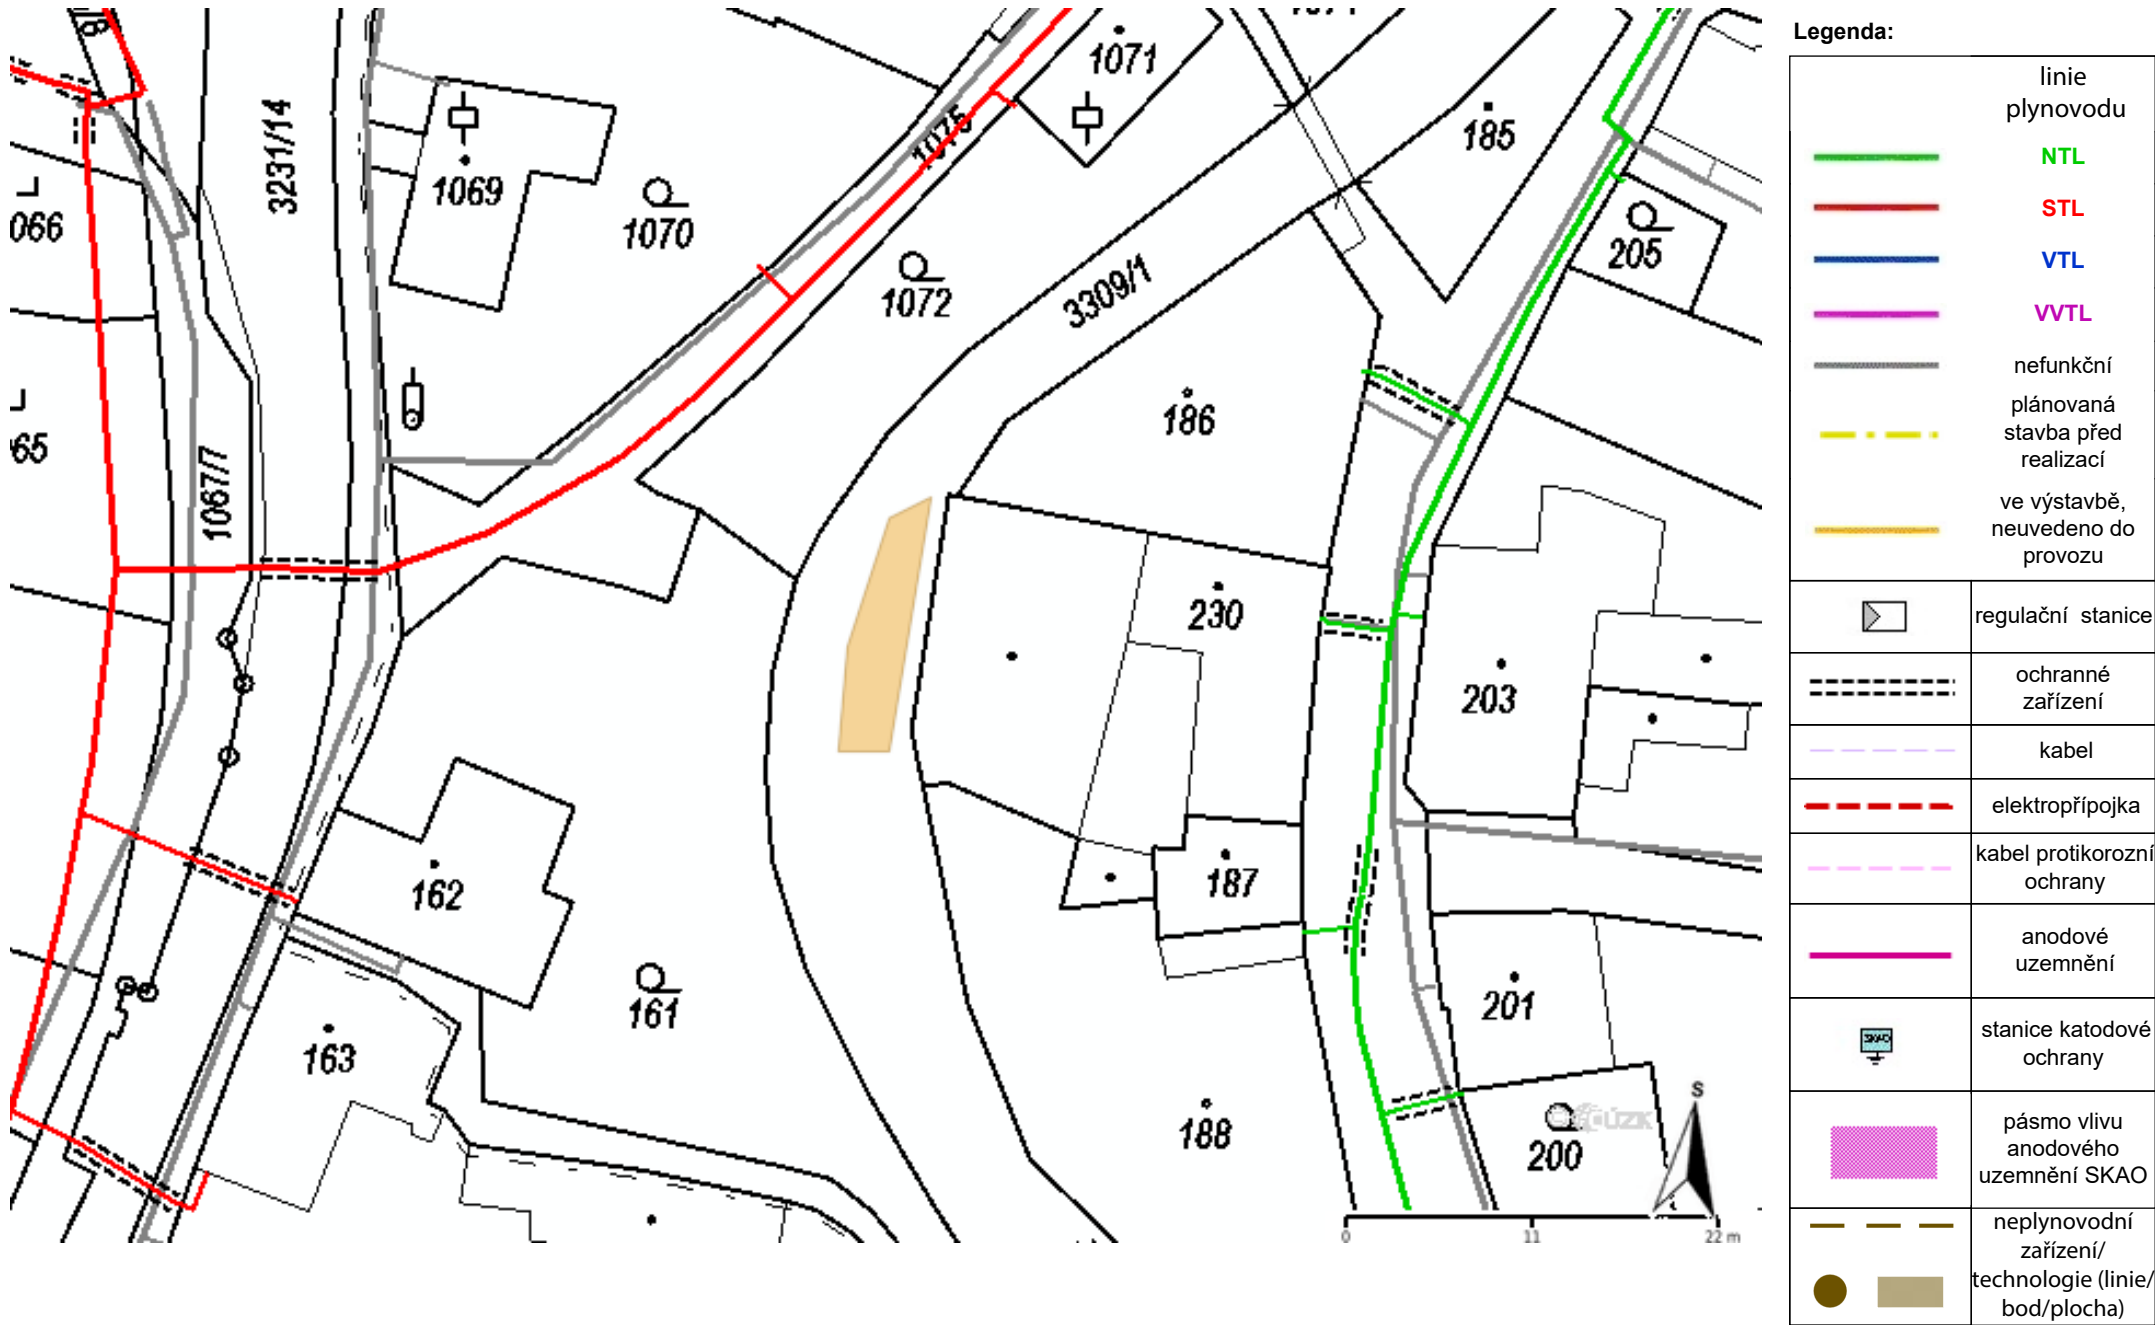 Legenda:
linie
plynovodu
NTL
STL
VTL
VVTL
nefunkční
plánovaná
stavba před
realizací
ve výstavbě,
neuvedeno do
provozu
regulační stanice
ochranné
zařízení
kabel
elektropřípojka
kabel protikorozní
ochrany
anodové
uzemnění
SKAO
stanice katodové
ochrany
pásmo vlivu
anodového
uzemnění SKAO
neplynovodní
zařízení/
technologie (linie/
bod/plocha)
1071
185
3231/14
1069
1075
066
1070
205
1072
3309/1
186
65
1067/7
230
203
162
187
161
201
163
188
200
ČÚZK
S
0
11
22 m